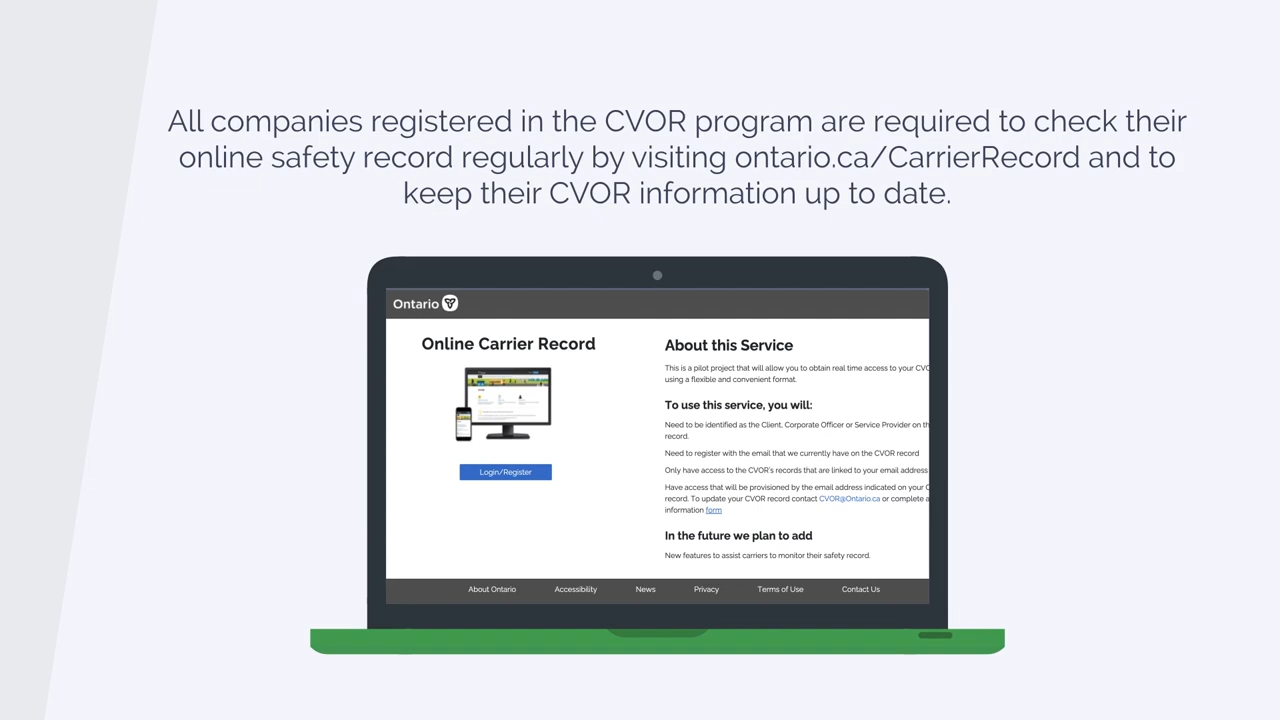 All companies registered in the CVOR program are required to check their
online safety record regularly by visiting ontario.ca/CarrierRecord and to
keep their CVOR information up to date.
Ontario
Online Carrier Record
Login/Register
About this Service
This is a pilot project that will allow you to obtain real time access to your
using a flexible and convenient format.
To use this service, you will:
Need to be identified as the Client, Corporate Officer or Service Provider on
record.
Need to register with the email that we currently have on the CVOR record
Only have access to the CVOR's records that are linked to your email address
Have access that will be provisioned by the email address indicated on your
record. To update your CVOR record contact CVOR@Ontario.ca or complete a
information form
In the future we plan to add
New features to assist carriers to monitor their safety record.
About Ontario Accessibility News Privacy Terms of Use Contact Us